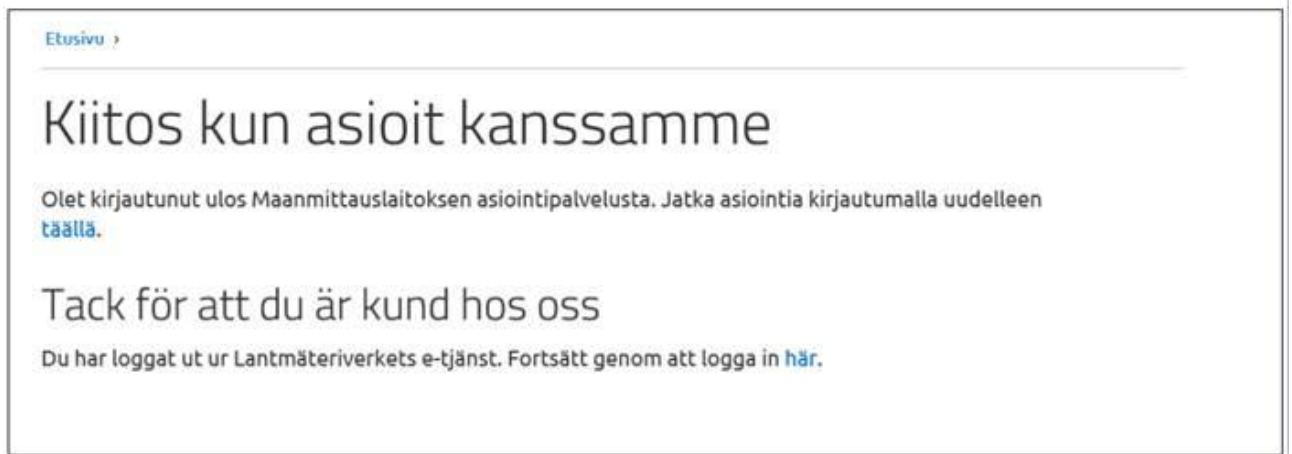 Etusivu ›
Kiitos kun asioit kanssamme
Olet kirjautunut ulos Maanmittauslaitoksen asiointipalvelusta. Jatka asiointia kirjautumalla uudelleen
täällä.
Tack för att du är kund hos oss
Du har loggat ut ur Lantmäteriverkets e-tjänst. Fortsätt genom att logga in här.